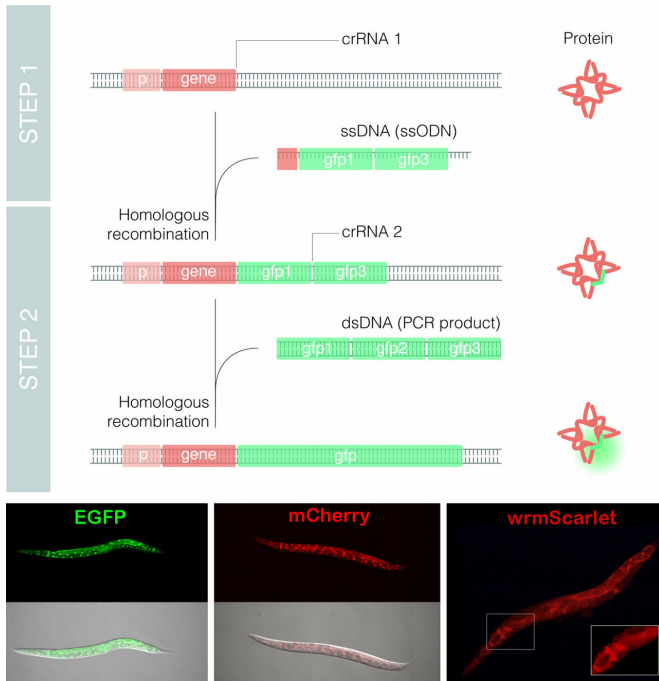 STEP 1
crRNA 1
Protein
p gene
ssDNA (ssODN)
gfp1 gfp3
Homologous
recombination
STEP 2
crRNA 2
p gene gfp1 gfp3
dsDNA (PCR product)
gfp1 gfp2 gfp3
Homologous
recombination
p gene gfp
EGFP mCherry wrmScarlet